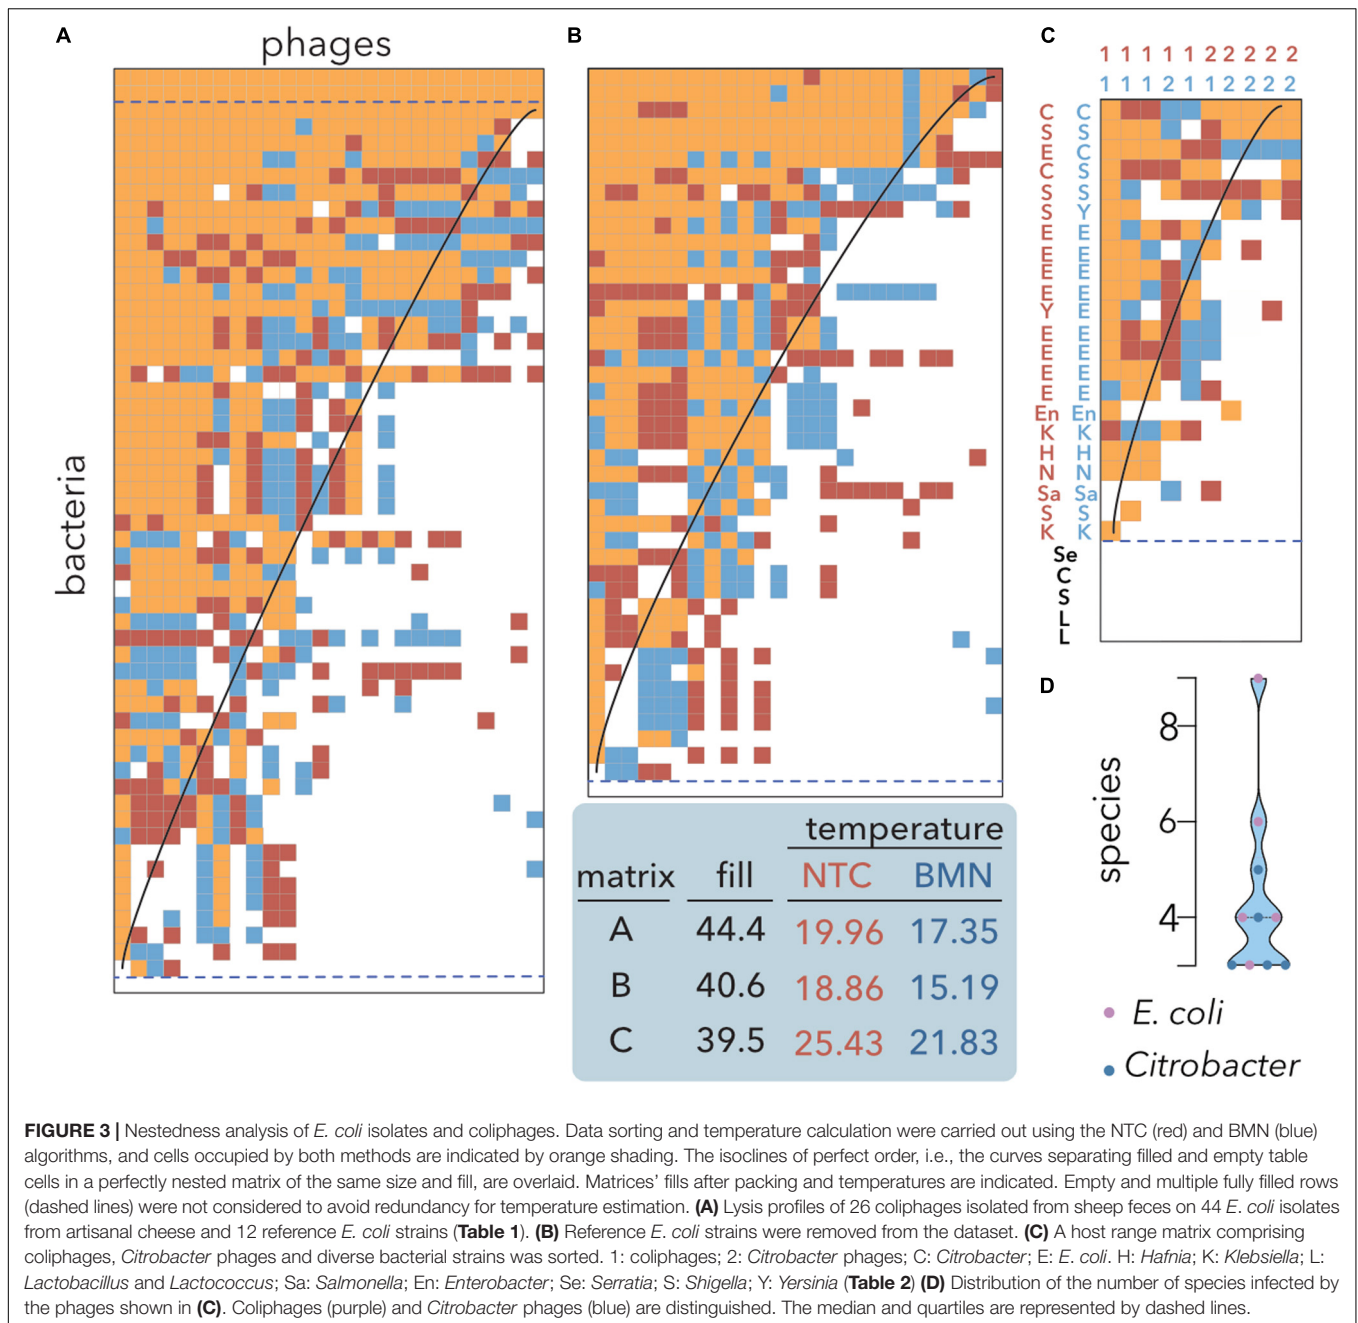 A
phages
bacteria
B
C
1 1 1 1 1 2 2 2 2 2
1 1 1 2 1 2 2 2 2 2
C C
S S
E C
C S
S S
S Y
E E
E E
E E
E E
Y E
E E
E E
E E
E E
En En
K K
H H
N N
Sa Sa
S S
K K
Se
C
S
L
L
D
species
8
6
4
E. coli
Citrobacter
temperature
matrix fill NTC BMN
A 44.4 19.96 17.35
B 40.6 18.86 15.19
C 39.5 25.43 21.83
FIGURE 3 | Nestedness analysis of E. coli isolates and coliphages. Data sorting and temperature calculation were carried out using the NTC (red) and BMN (blue)
algorithms, and cells occupied by both methods are indicated by orange shading. The isoclines of perfect order, i.e., the curves separating filled and empty table
cells in a perfectly nested matrix of the same size and fill, are overlaid. Matrices' fills after packing and temperatures are indicated. Empty and multiple fully filled rows
(dashed lines) were not considered to avoid redundancy for temperature estimation. (A) Lysis profiles of 26 coliphages isolated from sheep feces on 44 E. coli isolates
from artisanal cheese and 12 reference E. coli strains (Table 1). (B) Reference E. coli strains were removed from the dataset. (C) A host range matrix comprising
coliphages, Citrobacter phages and diverse bacterial strains was sorted. 1: coliphages; 2: Citrobacter phages; C: Citrobacter; E: E. coli. H: Hafnia; K: Klebsiella; L:
Lactobacillus and Lactococcus; Sa: Salmonella; En: Enterobacter; Se: Serratia; S: Shigella; Y: Yersinia (Table 2) (D) Distribution of the number of species infected by
the phages shown in (C). Coliphages (purple) and Citrobacter phages (blue) are distinguished. The median and quartiles are represented by dashed lines.